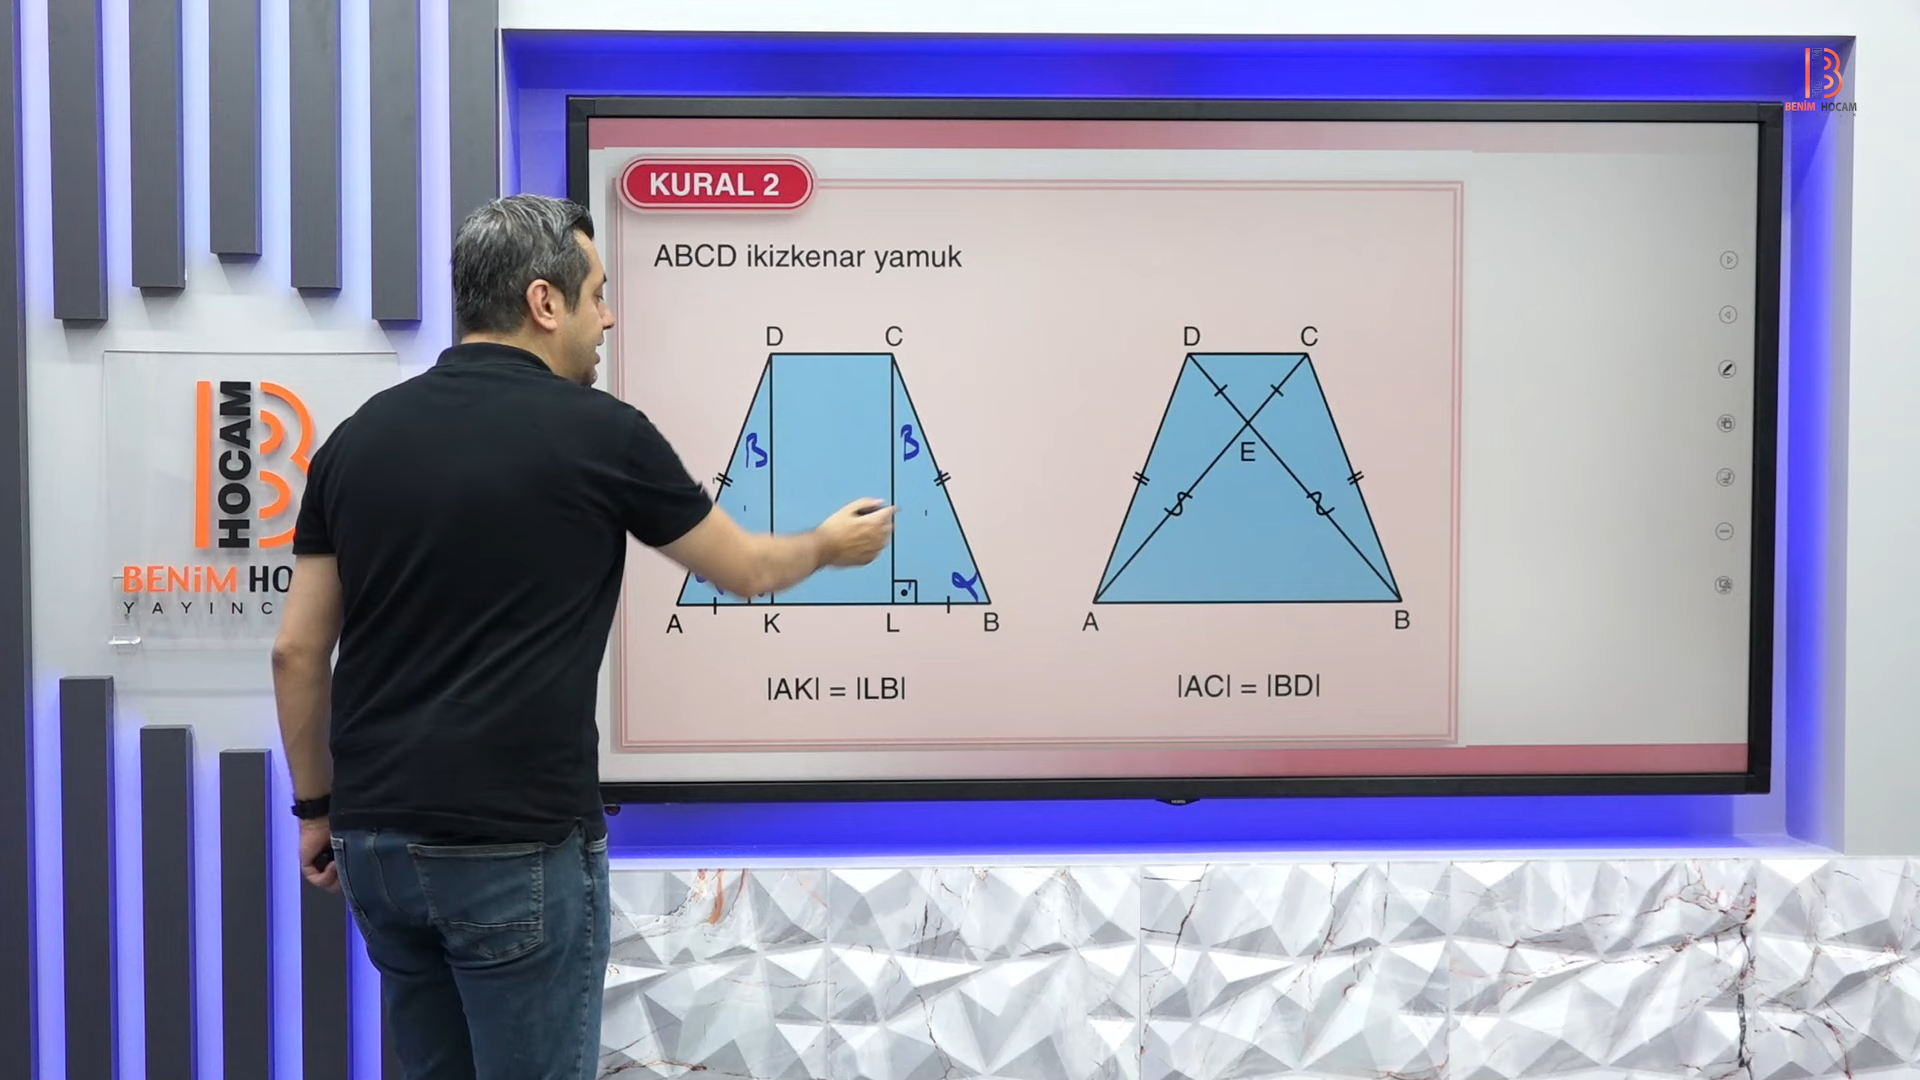 BENİM HOCAM
KURAL 2
ABCD ikizkenar yamuk
D C
D C
B B
E
α
A K L B
A B
|AK| = |LB|
|AC| = |BD|
HOCAM
BENİM HO
YAYINC